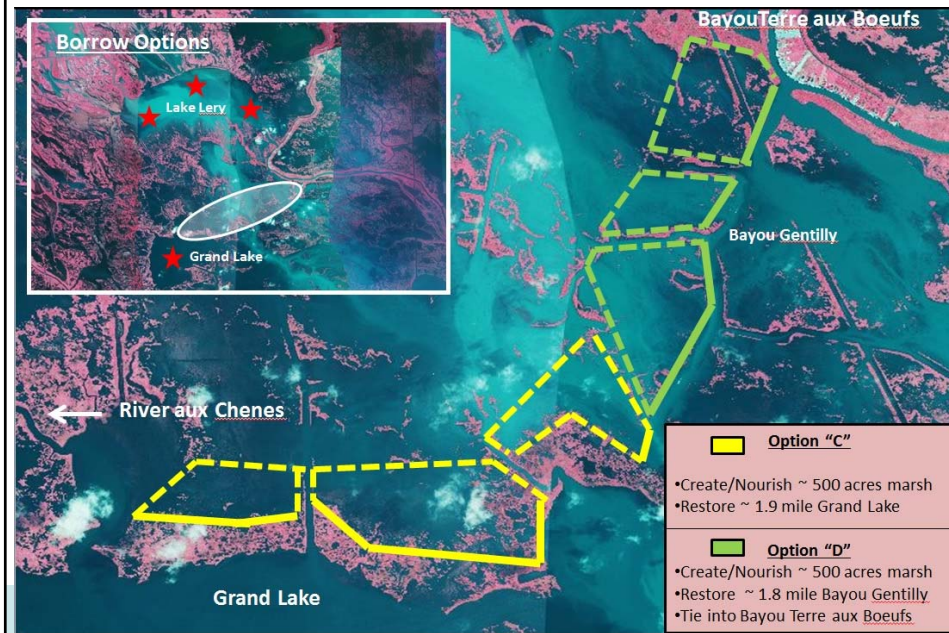 Borrow Options
Lake Lery
Grand Lake
BayouTerre aux Boeufs
Bayou Gentilly
River aux Chenes
Grand Lake
Option “C”
•Create/Nourish ~ 500 acres marsh
•Restore ~ 1.9 mile Grand Lake
Option “D”
•Create/Nourish ~ 500 acres marsh
•Restore ~ 1.8 mile Bayou Gentilly
•Tie into Bayou Terre aux Boeufs